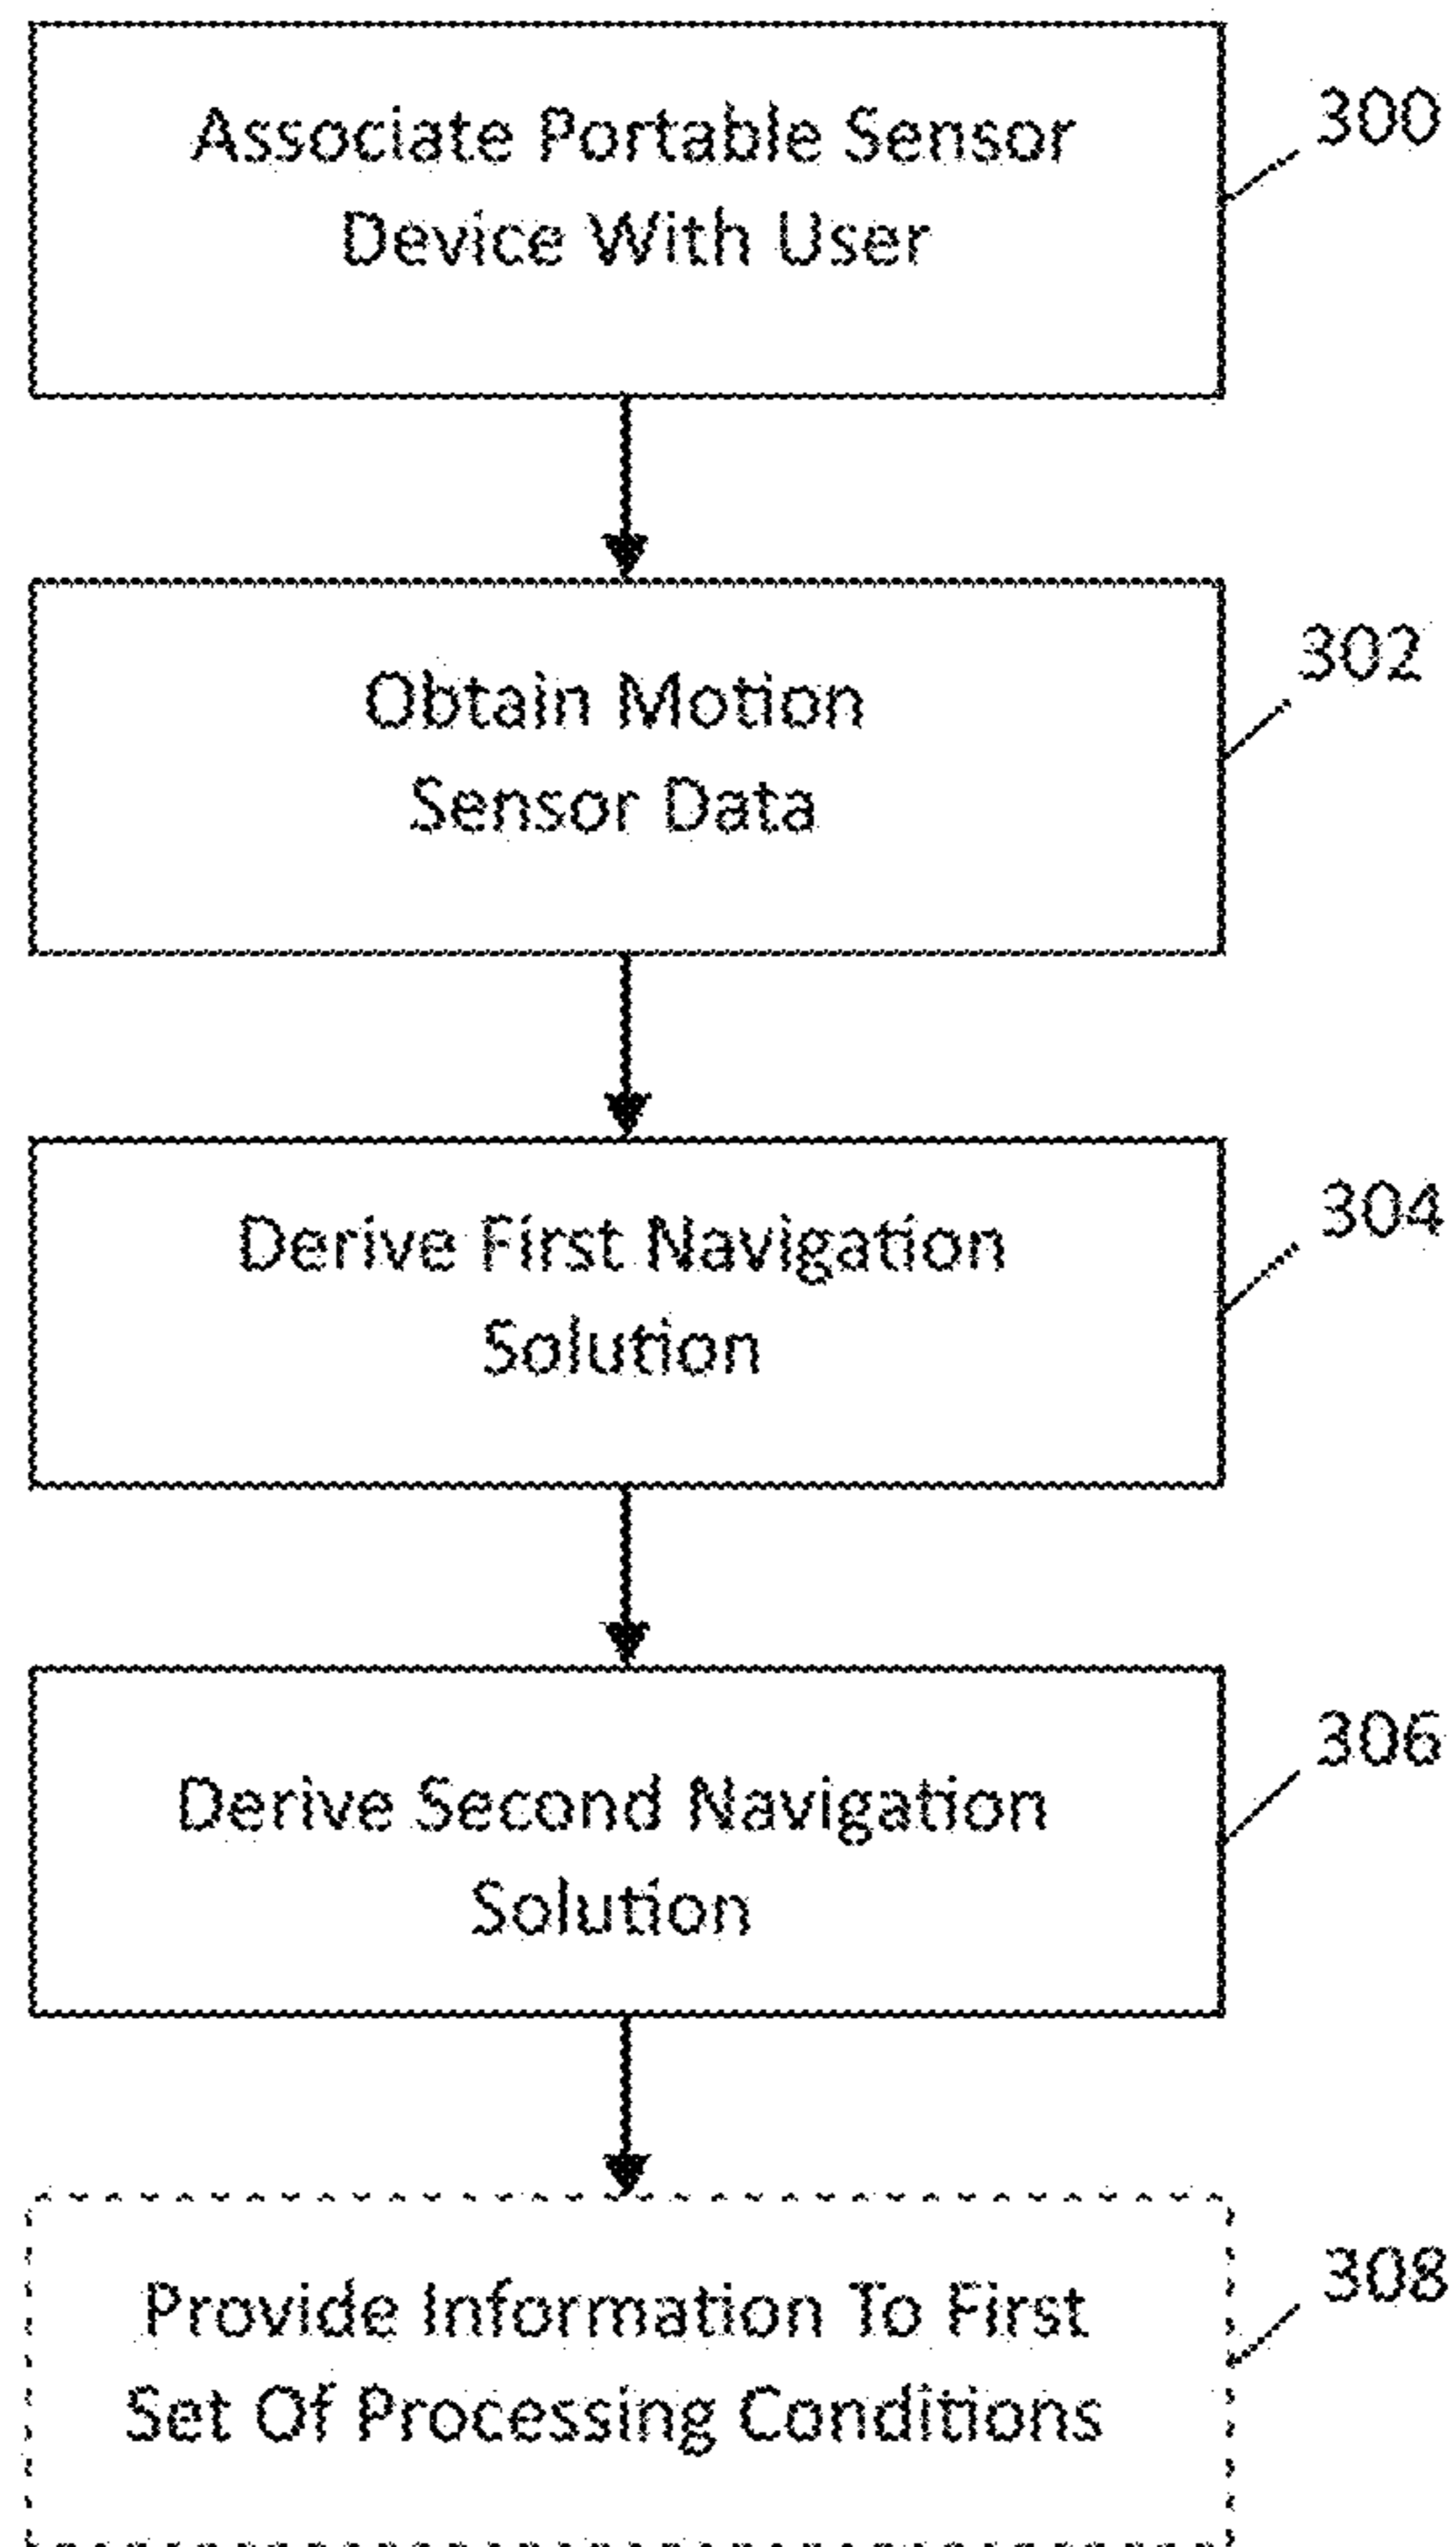 Associate Portable Sensor
Device With User
300
Obtain Motion
Sensor Data
302
Derive First Navigation
Solution
304
Derive Second Navigation
Solution
306
Provide Information To First
Set Of Processing Conditions
308